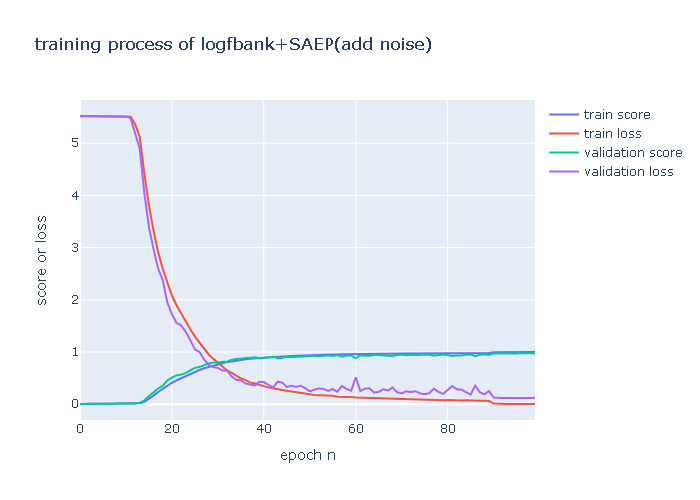 training process of logfbank+SAEP(add noise)
train score
train loss
validation score
validation loss
score or loss
5
4
3
2
1
0
0
20
40
60
80
epoch n